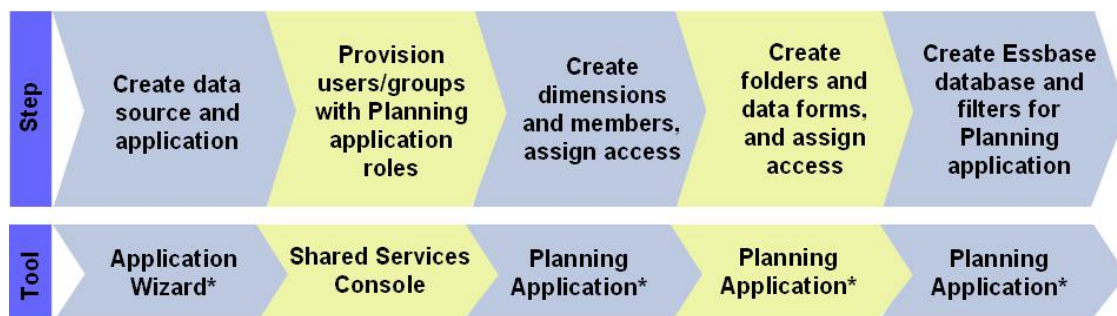 Step
Create data
source and
application
Provision
users/groups
with Planning
application
roles
Create
dimensions
and members,
assign access
Create
folders and
data forms,
and assign
access
Create Essbase
database and
filters for
Planning
application
Tool
Application
Wizard*
Shared Services
Console
Planning
Application*
Planning
Application*
Planning
Application*